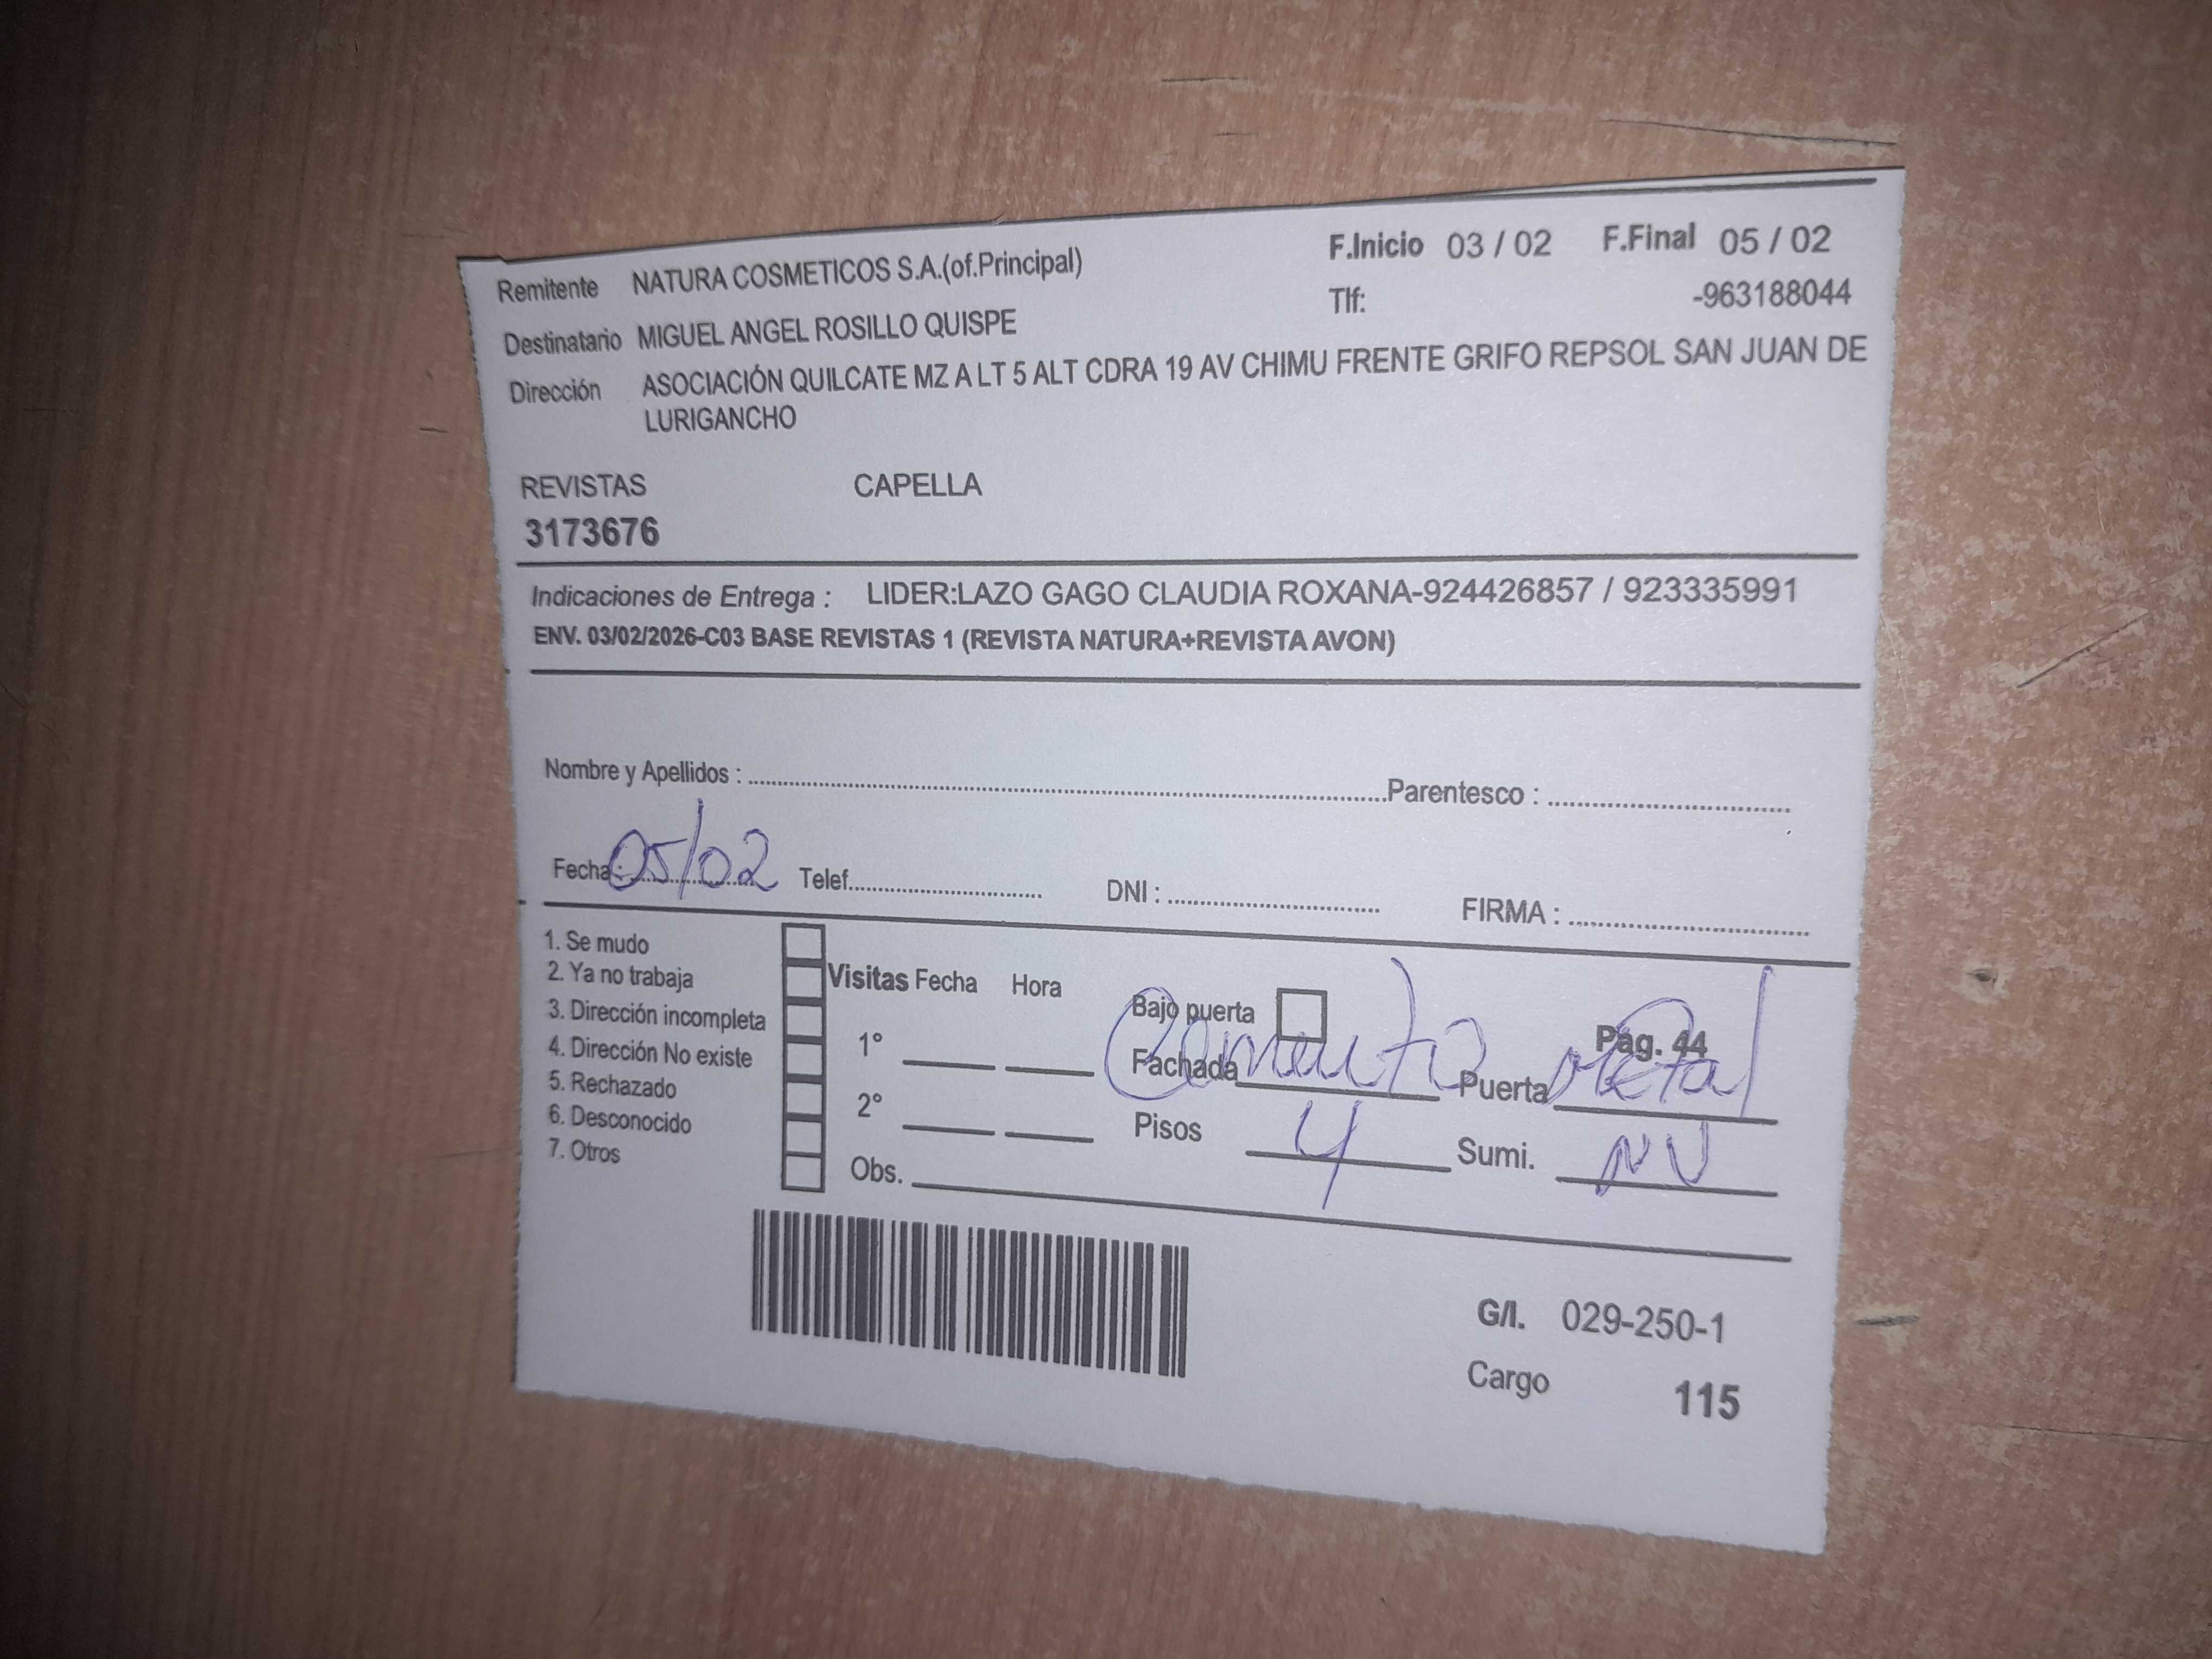 Remitente NATURA COSMETICOS S.A.(of.Principal) F.Inicio 03 / 02 F.Final 05 / 02
Destinatario MIGUEL ANGEL ROSILLO QUISPE Tlf: -963188044
Dirección ASOCIACIÓN QUILCATE MZ A LT 5 ALT CDRA 19 AV CHIMU FRENTE GRIFO REPSOL SAN JUAN DE
LURIGANCHO
REVISTAS CAPELLA
3173676
Indicaciones de Entrega : LIDER:LAZO GAGO CLAUDIA ROXANA-924426857 / 923335991
ENV. 03/02/2026-C03 BASE REVISTAS 1 (REVISTA NATURA+REVISTA AVON)
Nombre y Apellidos : Parentesco :
Fecha : 05/02 Telef. DNI : FIRMA :
1. Se mudo
2. Ya no trabaja
3. Dirección incompleta
4. Dirección No existe
5. Rechazado
6. Desconocido
7. Otros
Visitas Fecha Hora
1°
2°
Obs.
Bajo puerta Pág. 44
Fachada Cemento Puerta Metal
Pisos 4 Sumi. NV
G/I. 029-250-1
Cargo 115